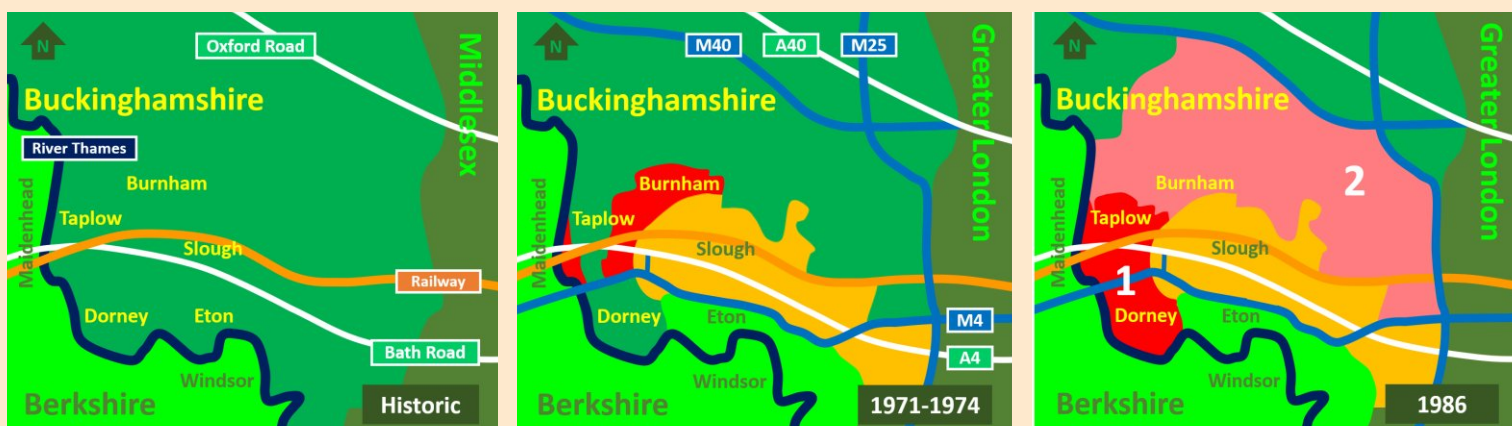 N
Oxford Road
Middlesex
Buckinghamshire
River Thames
Burnham
Maidenhead
Taplow
Slough
Railway
Dorney
Eton
Bath Road
Windsor
Berkshire
Historic
N
M40
A40
M25
Greater London
Buckinghamshire
Burnham
Maidenhead
Taplow
Slough
Dorney
Eton
M4
A4
Windsor
Berkshire
1971-1974
N
Greater London
Buckinghamshire
Burnham
2
Maidenhead
Taplow
Slough
1
Dorney
Eton
Windsor
Berkshire
1986